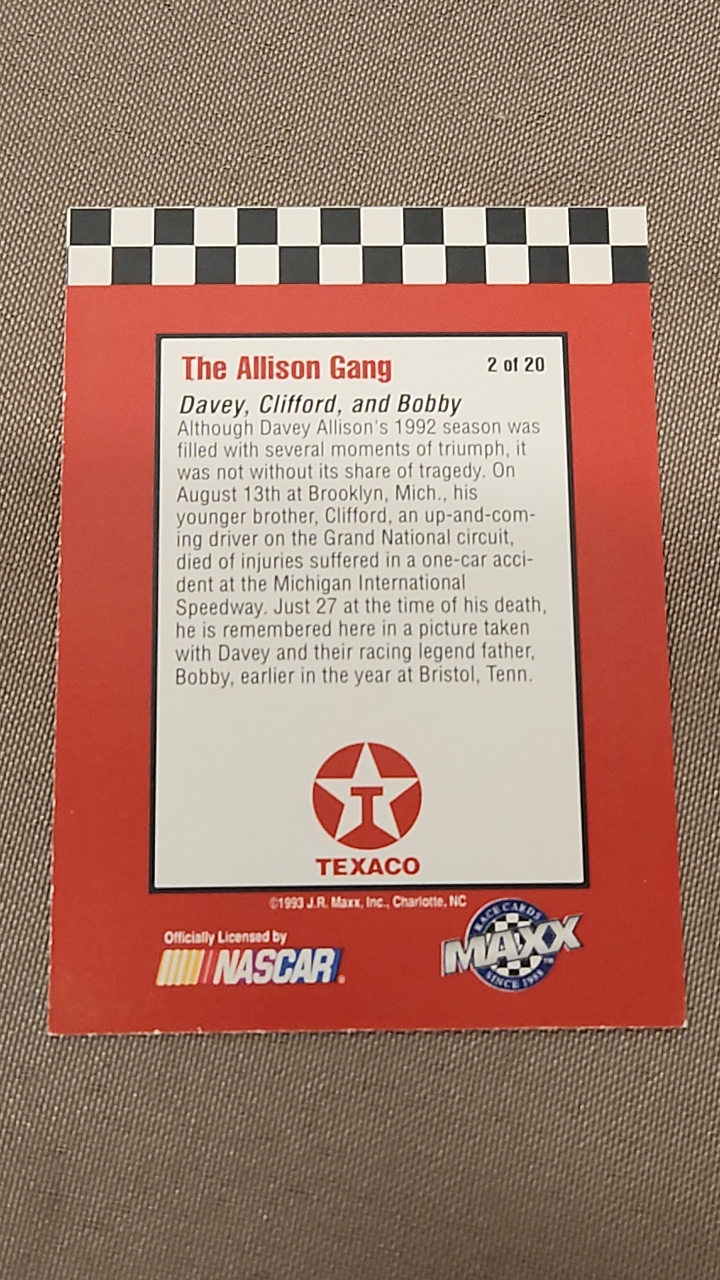 The Allison Gang 2 of 20
Davey, Clifford, and Bobby
Although Davey Allison's 1992 season was
filled with several moments of triumph, it
was not without its share of tragedy. On
August 13th at Brooklyn, Mich., his
younger brother, Clifford, an up-and-com-
ing driver on the Grand National circuit,
died of injuries suffered in a one-car acci-
dent at the Michigan International
Speedway. Just 27 at the time of his death,
he is remembered here in a picture taken
with Davey and their racing legend father,
Bobby, earlier in the year at Bristol, Tenn.
T
TEXACO
©1993 J.R. Maxx, Inc., Charlotte, NC
Officially Licensed by
NASCAR
RACE CARDS
MAXX
SINCE 1988